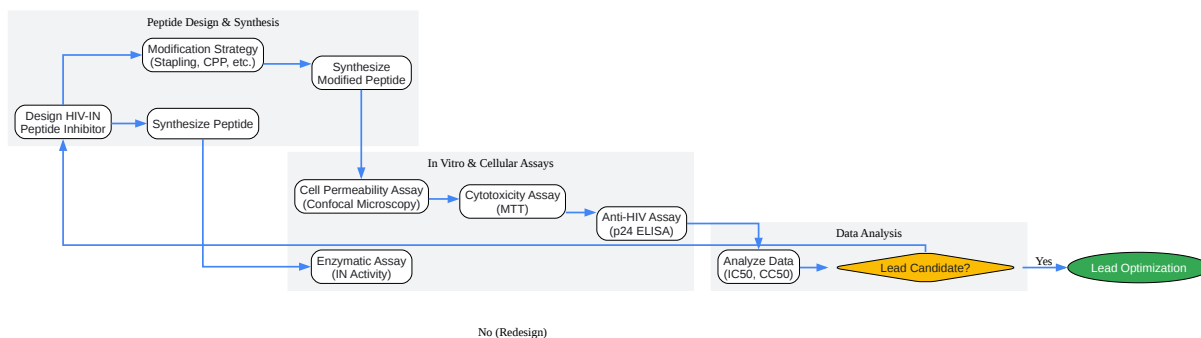 Peptide Design & Synthesis
Modification Strategy
(Stapling, CPP, etc.)
Synthesize
Modified Peptide
Design HIV-IN
Peptide Inhibitor
Synthesize Peptide
In Vitro & Cellular Assays
Cell Permeability Assay
(Confocal Microscopy)
Cytotoxicity Assay
(MTT)
Anti-HIV Assay
(p24 ELISA)
Enzymatic Assay
(IN Activity)
Data Analysis
Analyze Data
(IC50, CC50)
Lead Candidate?
Yes
Lead Optimization
No (Redesign)